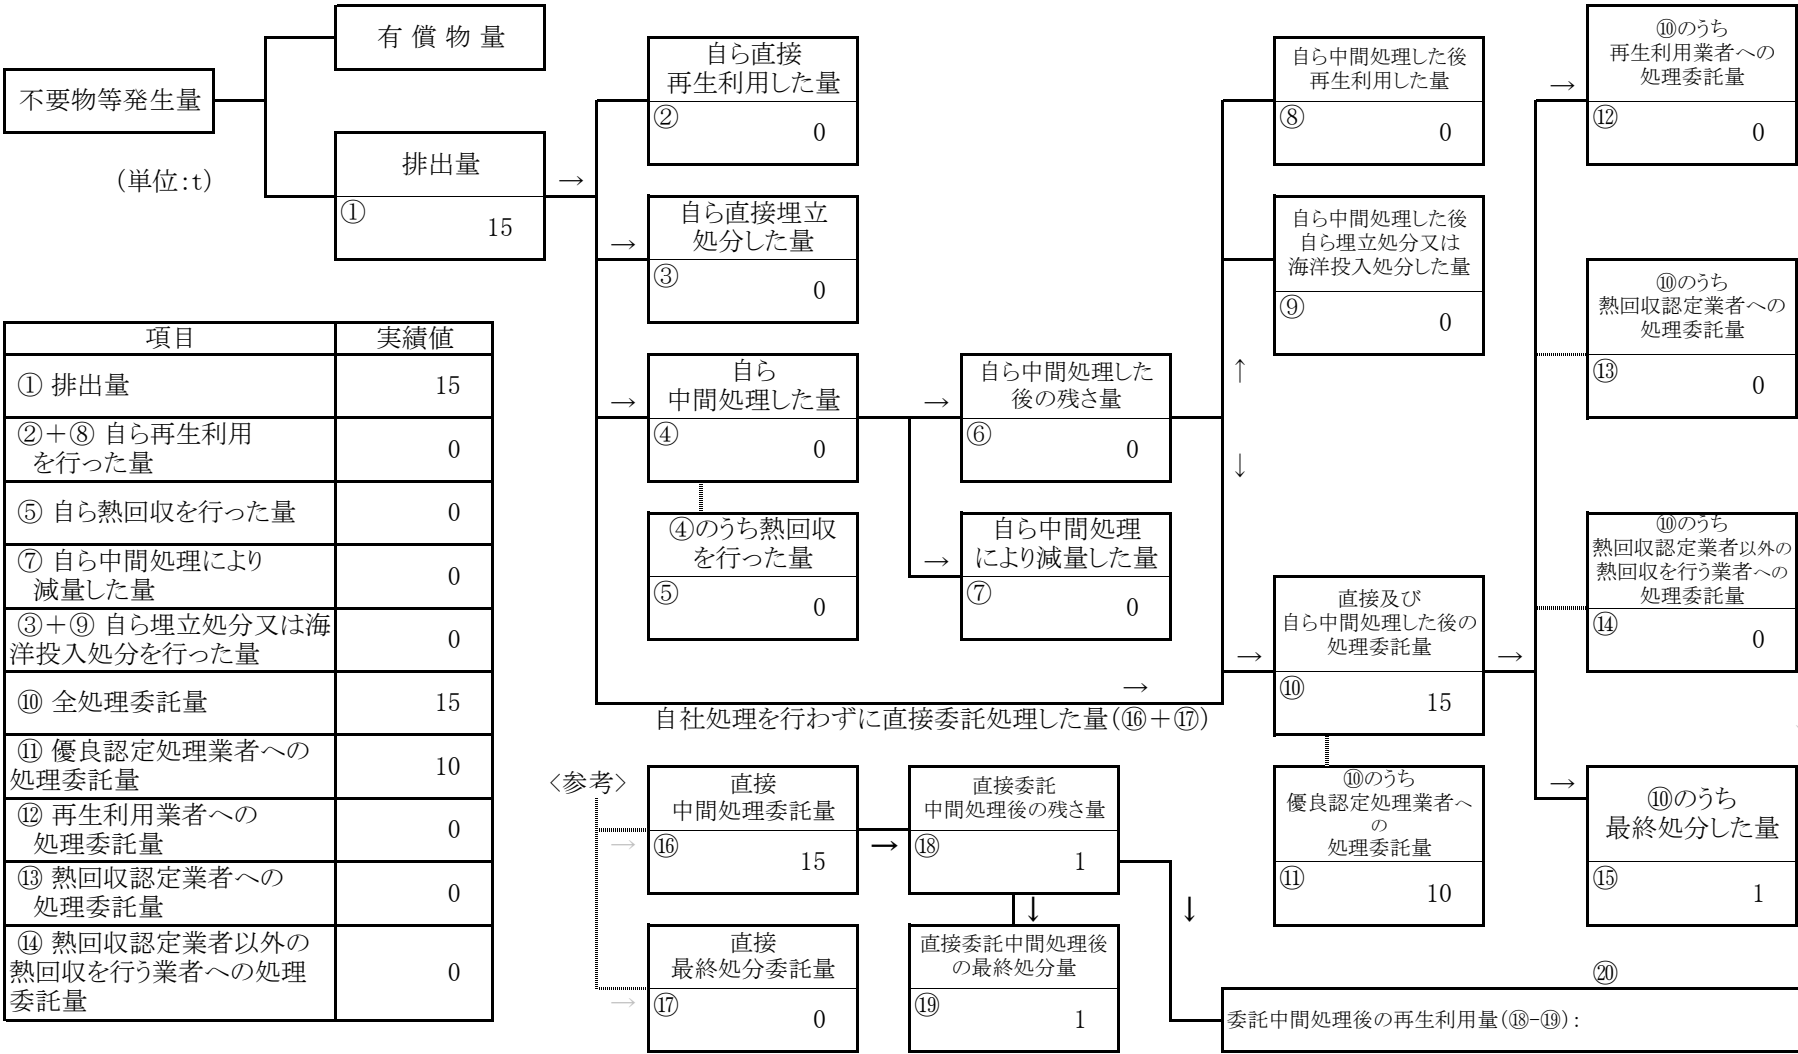 不要物等発生量
(単位:t)
有 償 物 量
排出量
①
15
自ら直接
再生利用した量
②
0
自ら直接埋立
処分した量
③
0
自ら
中間処理した量
④
0
④のうち熱回収
を行った量
⑤
0
自ら中間処理した
後の残さ量
⑥
0
自ら中間処理
により減量した量
⑦
0
自ら中間処理した後
再生利用した量
⑧
0
自ら中間処理した後
自ら埋立処分又は
海洋投入処分した量
⑨
0
直接及び
自ら中間処理した後の
処理委託量
⑩
15
⑩のうち
優良認定処理業者へ
の
処理委託量
⑪
10
⑩のうち
再生利用業者への
処理委託量
⑫
0
⑩のうち
熱回収認定業者への
処理委託量
⑬
0
⑩のうち
熱回収認定業者以外の
熱回収を行う業者への
処理委託量
⑭
0
⑩のうち
最終処分した量
⑮
1
自社処理を行わずに直接委託処理した量(⑯+⑰)
<参考>
直接
中間処理委託量
⑯
15
直接
最終処分委託量
⑰
0
直接委託
中間処理後の残さ量
⑱
1
直接委託中間処理後
の最終処分量
⑲
1
⑳
委託中間処理後の再生利用量(⑱-⑲):
項目 実績値
① 排出量 15
②+⑧ 自ら再生利用
を行った量 0
⑤ 自ら熱回収を行った量 0
⑦ 自ら中間処理により
減量した量 0
③+⑨ 自ら埋立処分又は海
洋投入処分を行った量 0
⑩ 全処理委託量 15
⑪ 優良認定処理業者への
処理委託量 10
⑫ 再生利用業者への
処理委託量 0
⑬ 熱回収認定業者への
処理委託量 0
⑭ 熱回収認定業者以外の
熱回収を行う業者への処理
委託量 0